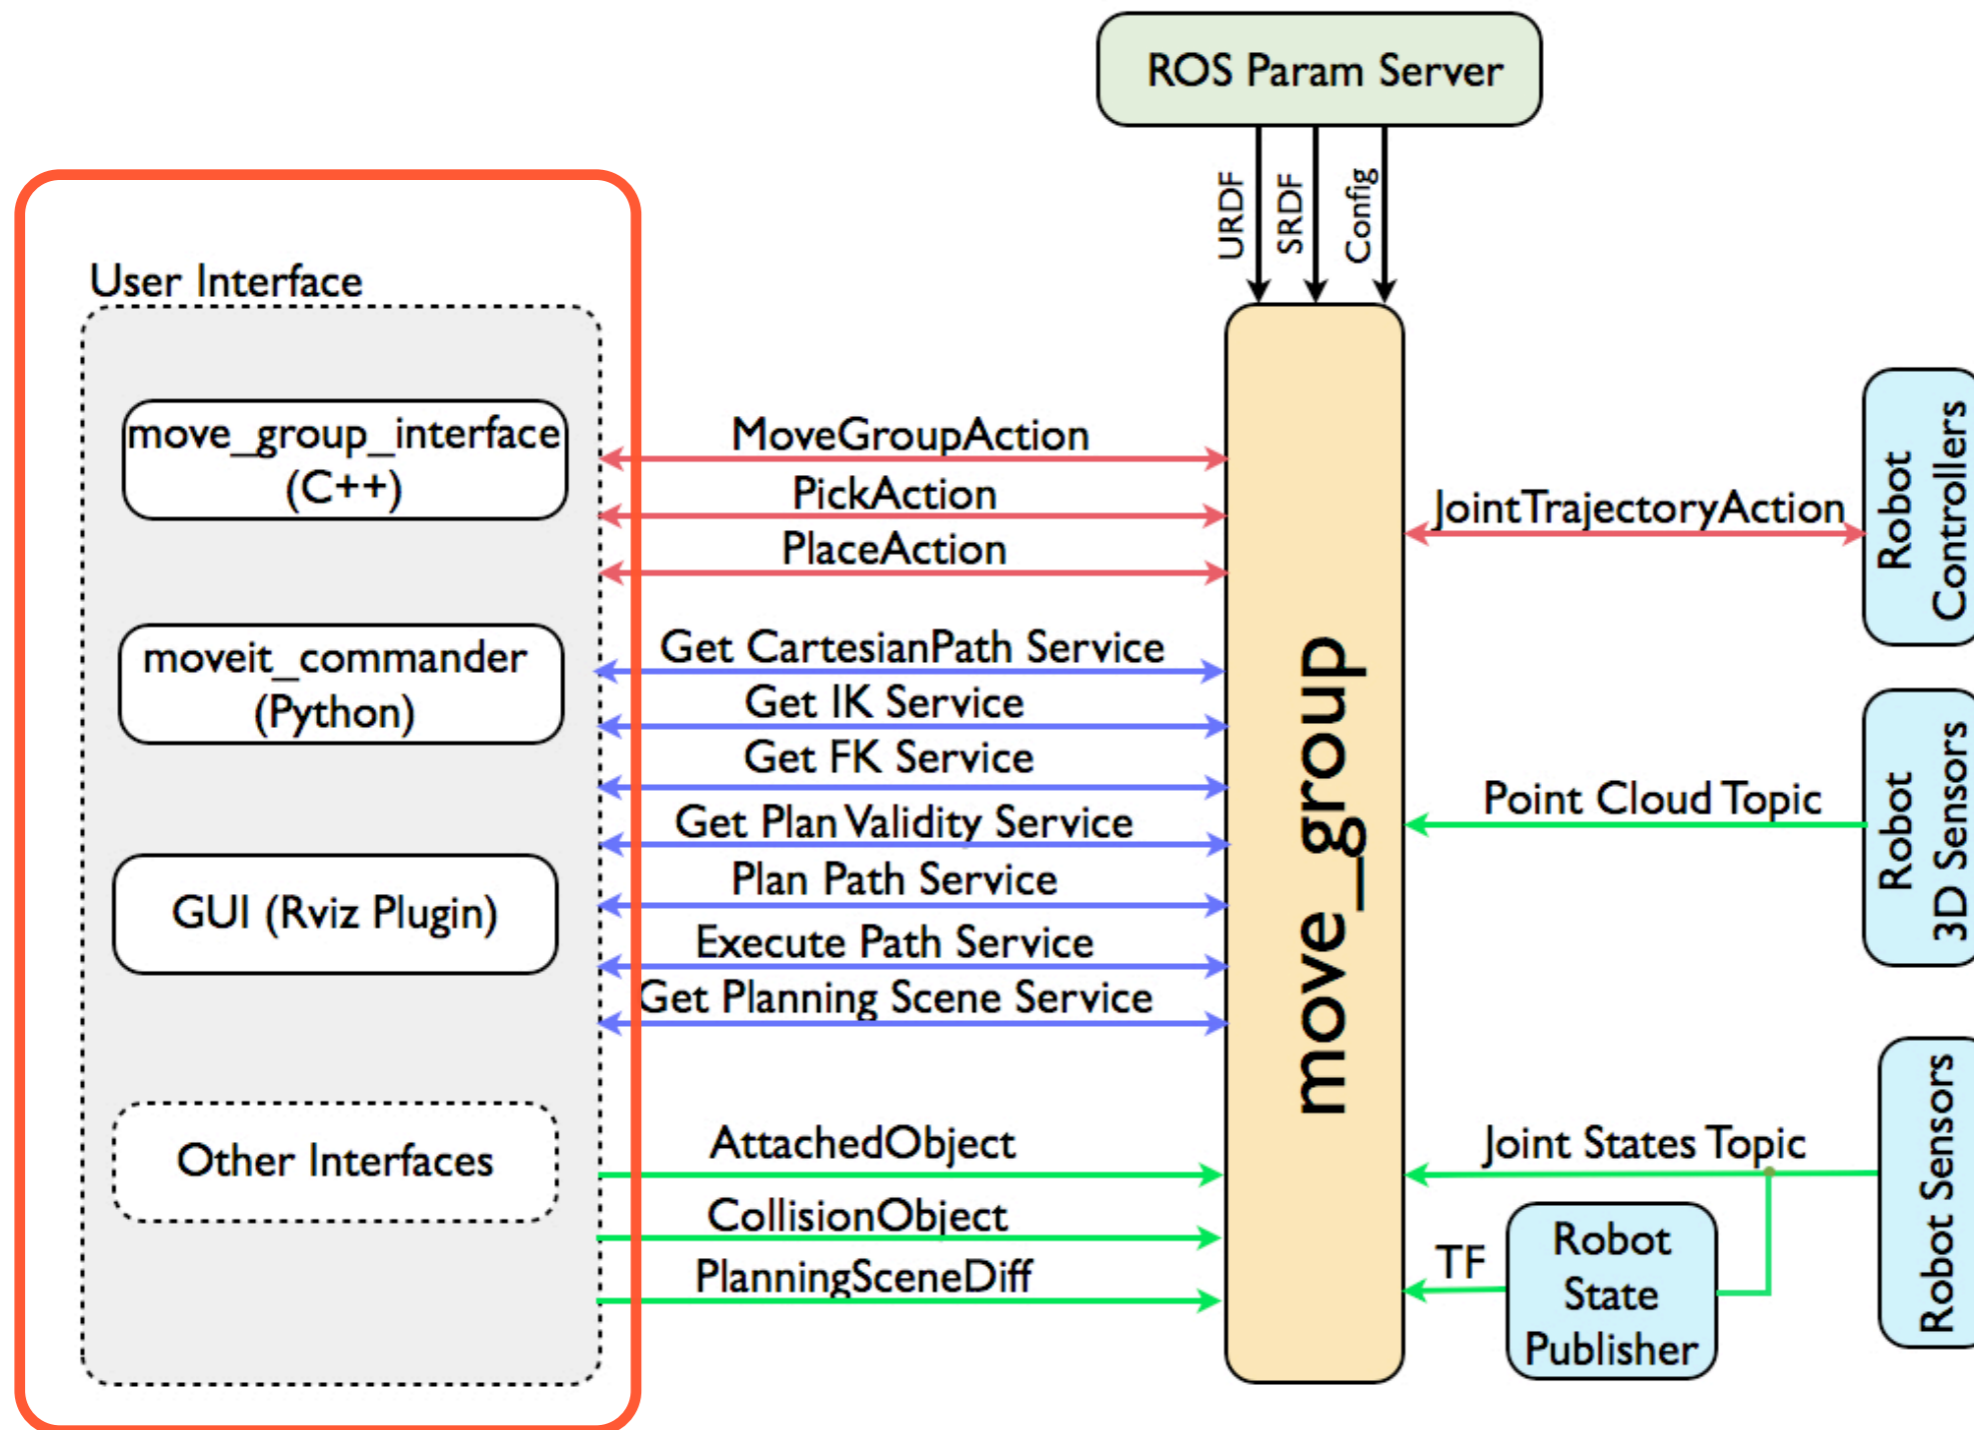 ROS Param Server
URDF
SRDF
Config
User Interface
move_group_interface
(C++)
moveit_commander
(Python)
GUI (Rviz Plugin)
Other Interfaces
MoveGroupAction
PickAction
PlaceAction
Get CartesianPath Service
Get IK Service
Get FK Service
Get Plan Validity Service
Plan Path Service
Execute Path Service
Get Planning Scene Service
AttachedObject
CollisionObject
PlanningSceneDiff
move_group
JointTrajectoryAction
Point Cloud Topic
Joint States Topic
TF
Robot
State
Publisher
Robot
Controllers
Robot
3D Sensors
Robot Sensors